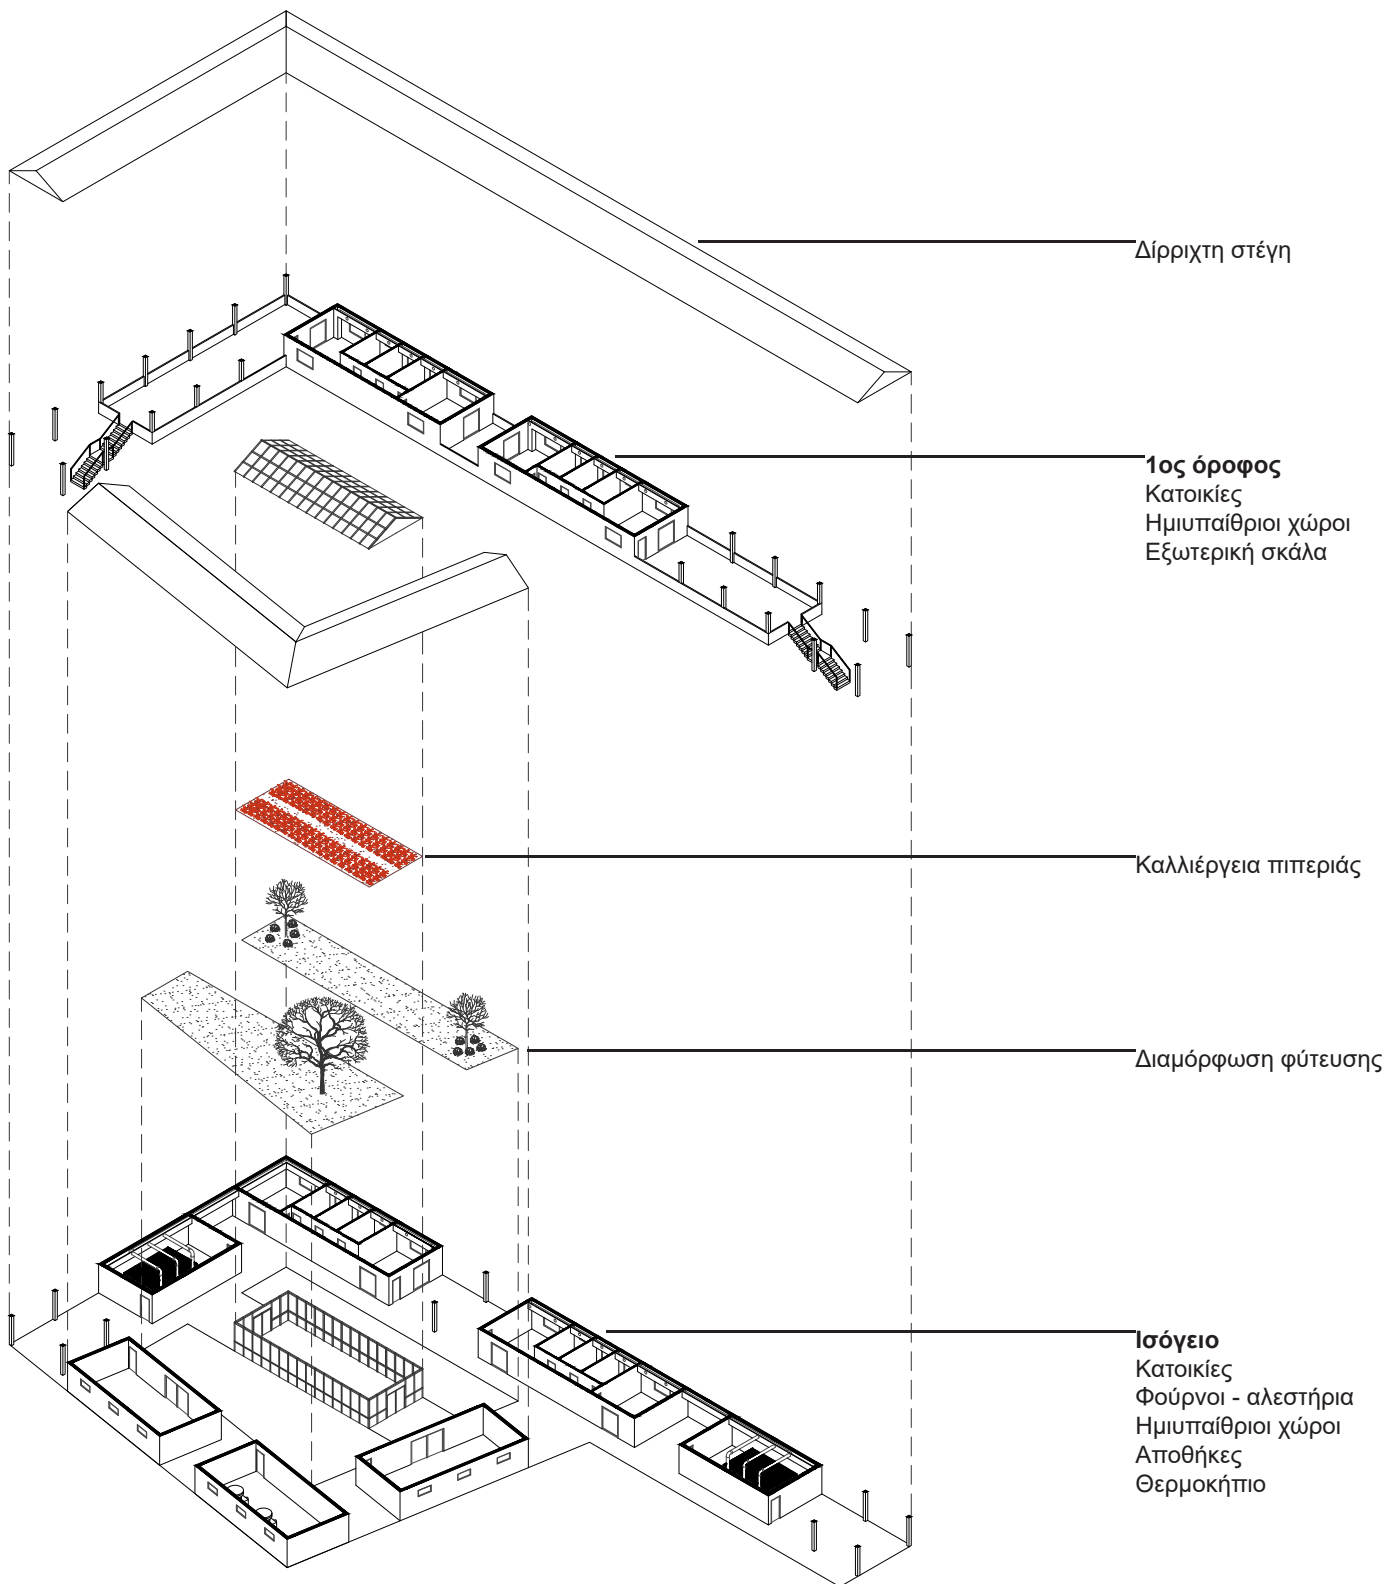 Δίρριχτη στέγη
1ος όροφος
Κατοικίες
Ημιυπαίθριοι χώροι
Εξωτερική σκάλα
Καλλιέργεια πιπεριάς
Διαμόρφωση φύτευσης
Ισόγειο
Κατοικίες
Φούρνοι - αλεστήρια
Ημιυπαίθριοι χώροι
Αποθήκες
Θερμοκήπιο